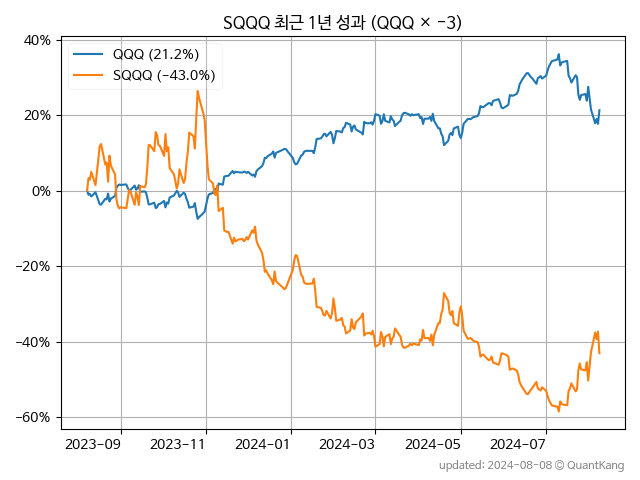 SQQQ 최근 1년 성과 (QQQ × −3)
40%
20%
0%
−20%
−40%
−60%
QQQ (21.2%)
SQQQ (−43.0%)
2023-09 2023-11 2024-01 2024-03 2024-05 2024-07
updated: 2024-08-08 © QuantKang